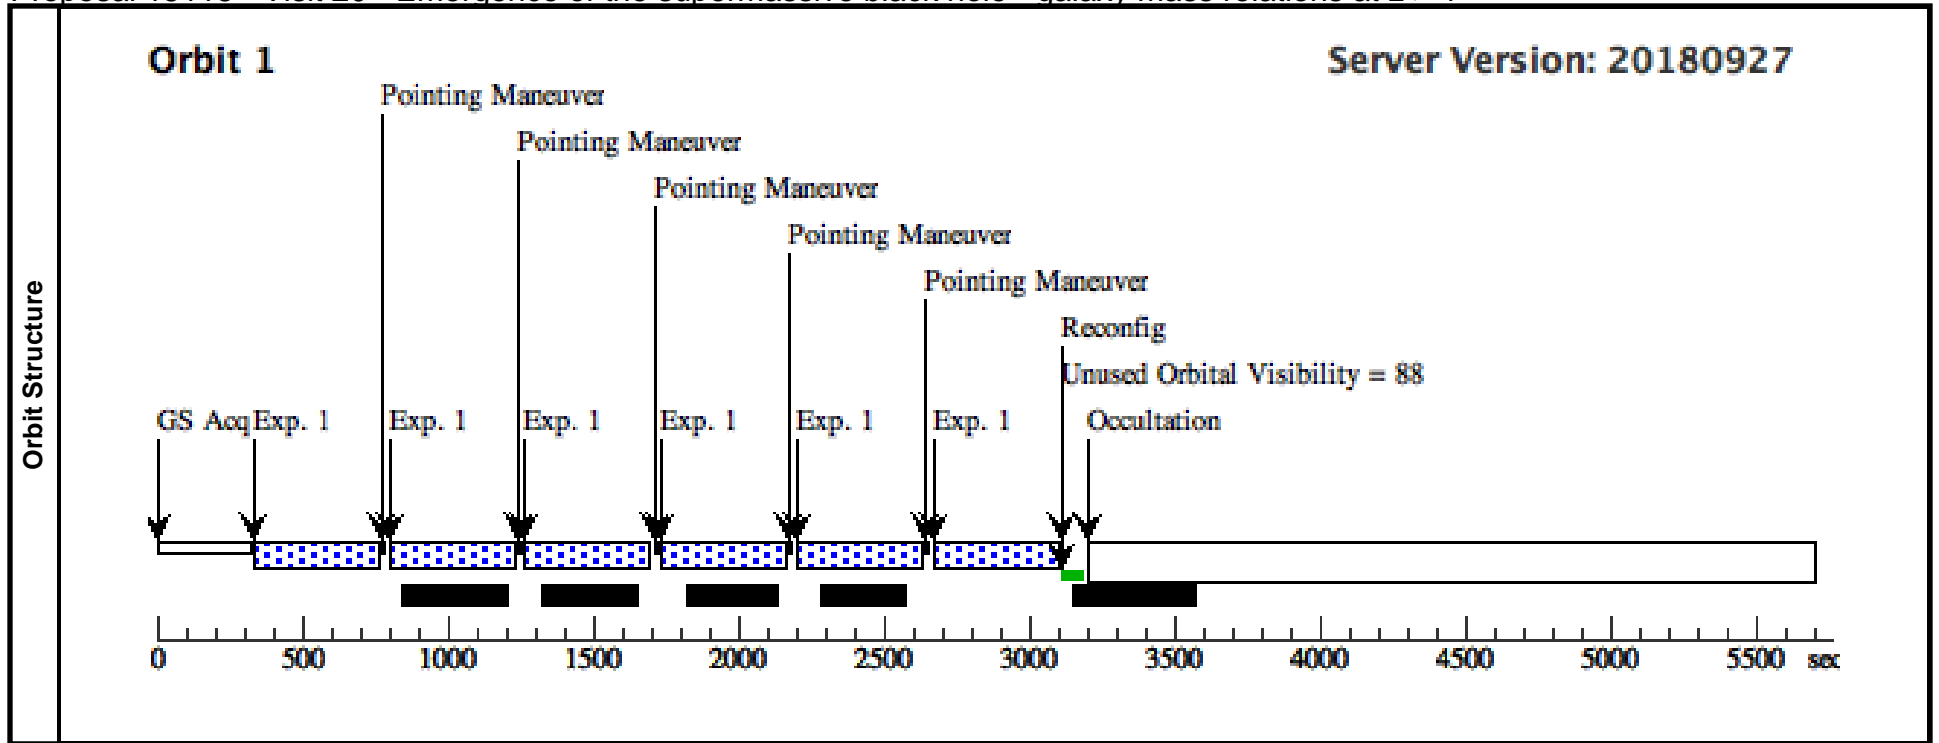 Orbit 1
Server Version: 20180927
Pointing Maneuver
Pointing Maneuver
Pointing Maneuver
Pointing Maneuver
Pointing Maneuver
Reconfig
Unused Orbital Visibility = 88
GS Acq Exp. 1 Exp. 1 Exp. 1 Exp. 1 Exp. 1 Exp. 1 Occultation
Orbit Structure
0 500 1000 1500 2000 2500 3000 3500 4000 4500 5000 5500 sec